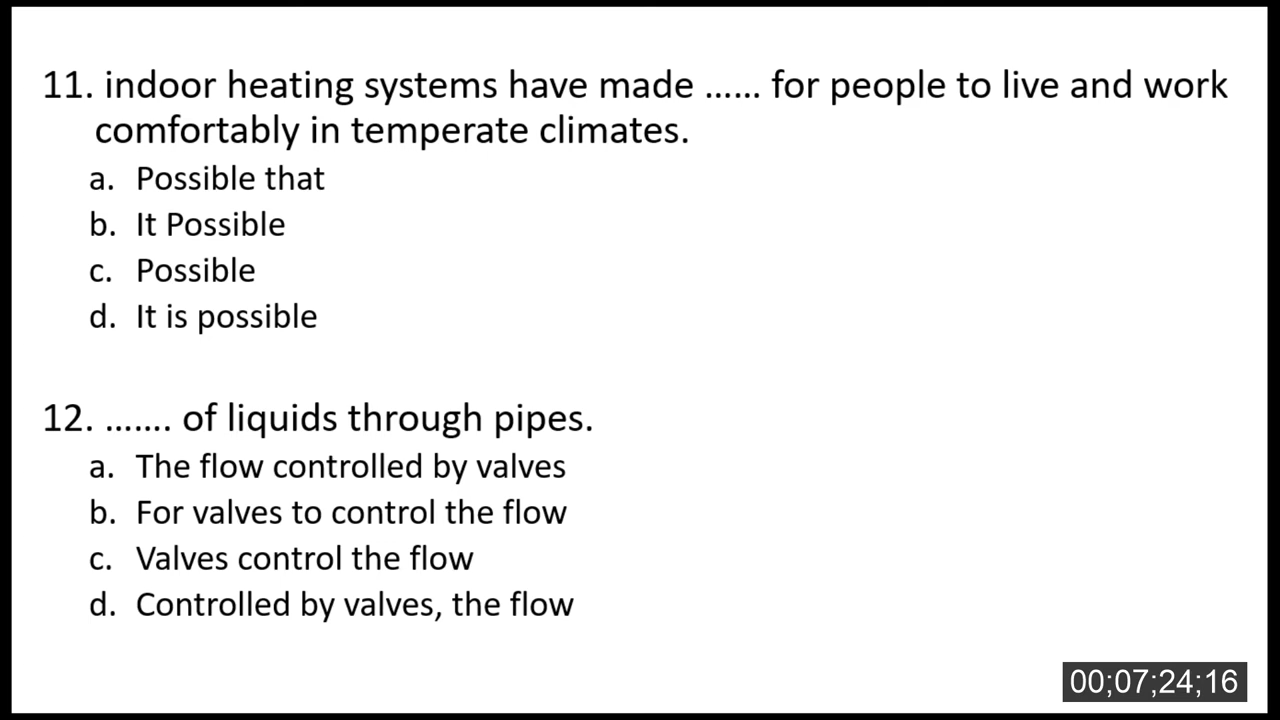 11. indoor heating systems have made ...... for people to live and work
comfortably in temperate climates.
a. Possible that
b. It Possible
c. Possible
d. It is possible
12. ....... of liquids through pipes.
a. The flow controlled by valves
b. For valves to control the flow
c. Valves control the flow
d. Controlled by valves, the flow
00;07;24;16